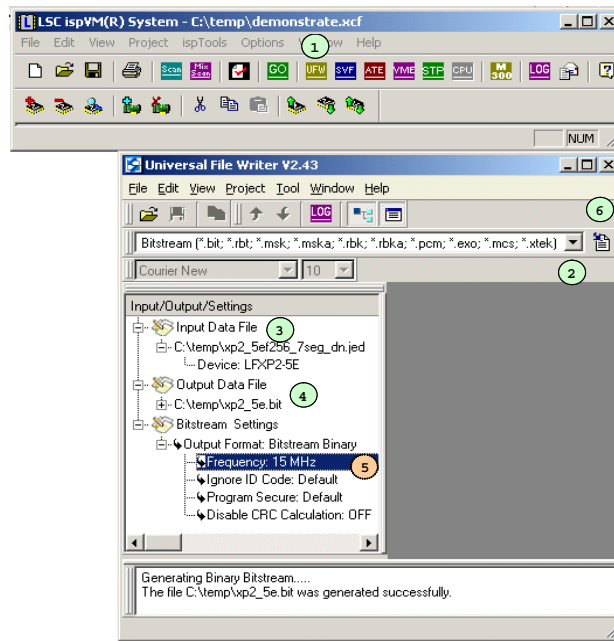 LSC ispVM(R) System - C:\temp\demonstrate.xcf
File Edit View Project ispTools Options Help
1
Scan Mix Scan GO UFW SVF ATE VME STP CPU M 300 LOG
NUM
Universal File Writer V2.43
File Edit View Project Tool Window Help
LOG
6
Bitstream (*.bit; *.rbt; *.msk; *.mska; *.rbk; *.rbka; *.pcm; *.exo; *.mcs; *.xtek)
Courier New 10
2
Input/Output/Settings
Input Data File
3
C:\temp\xp2_5ef256_7seg_dn.jed
Device: LFXP2-5E
Output Data File
4
C:\temp\xp2_5e.bit
Bitstream Settings
Output Format: Bitstream Binary
Frequency: 15 MHz
5
Ignore ID Code: Default
Program Secure: Default
Disable CRC Calculation: OFF
Generating Binary Bitstream.....
The file C:\temp\xp2_5e.bit was generated successfully.